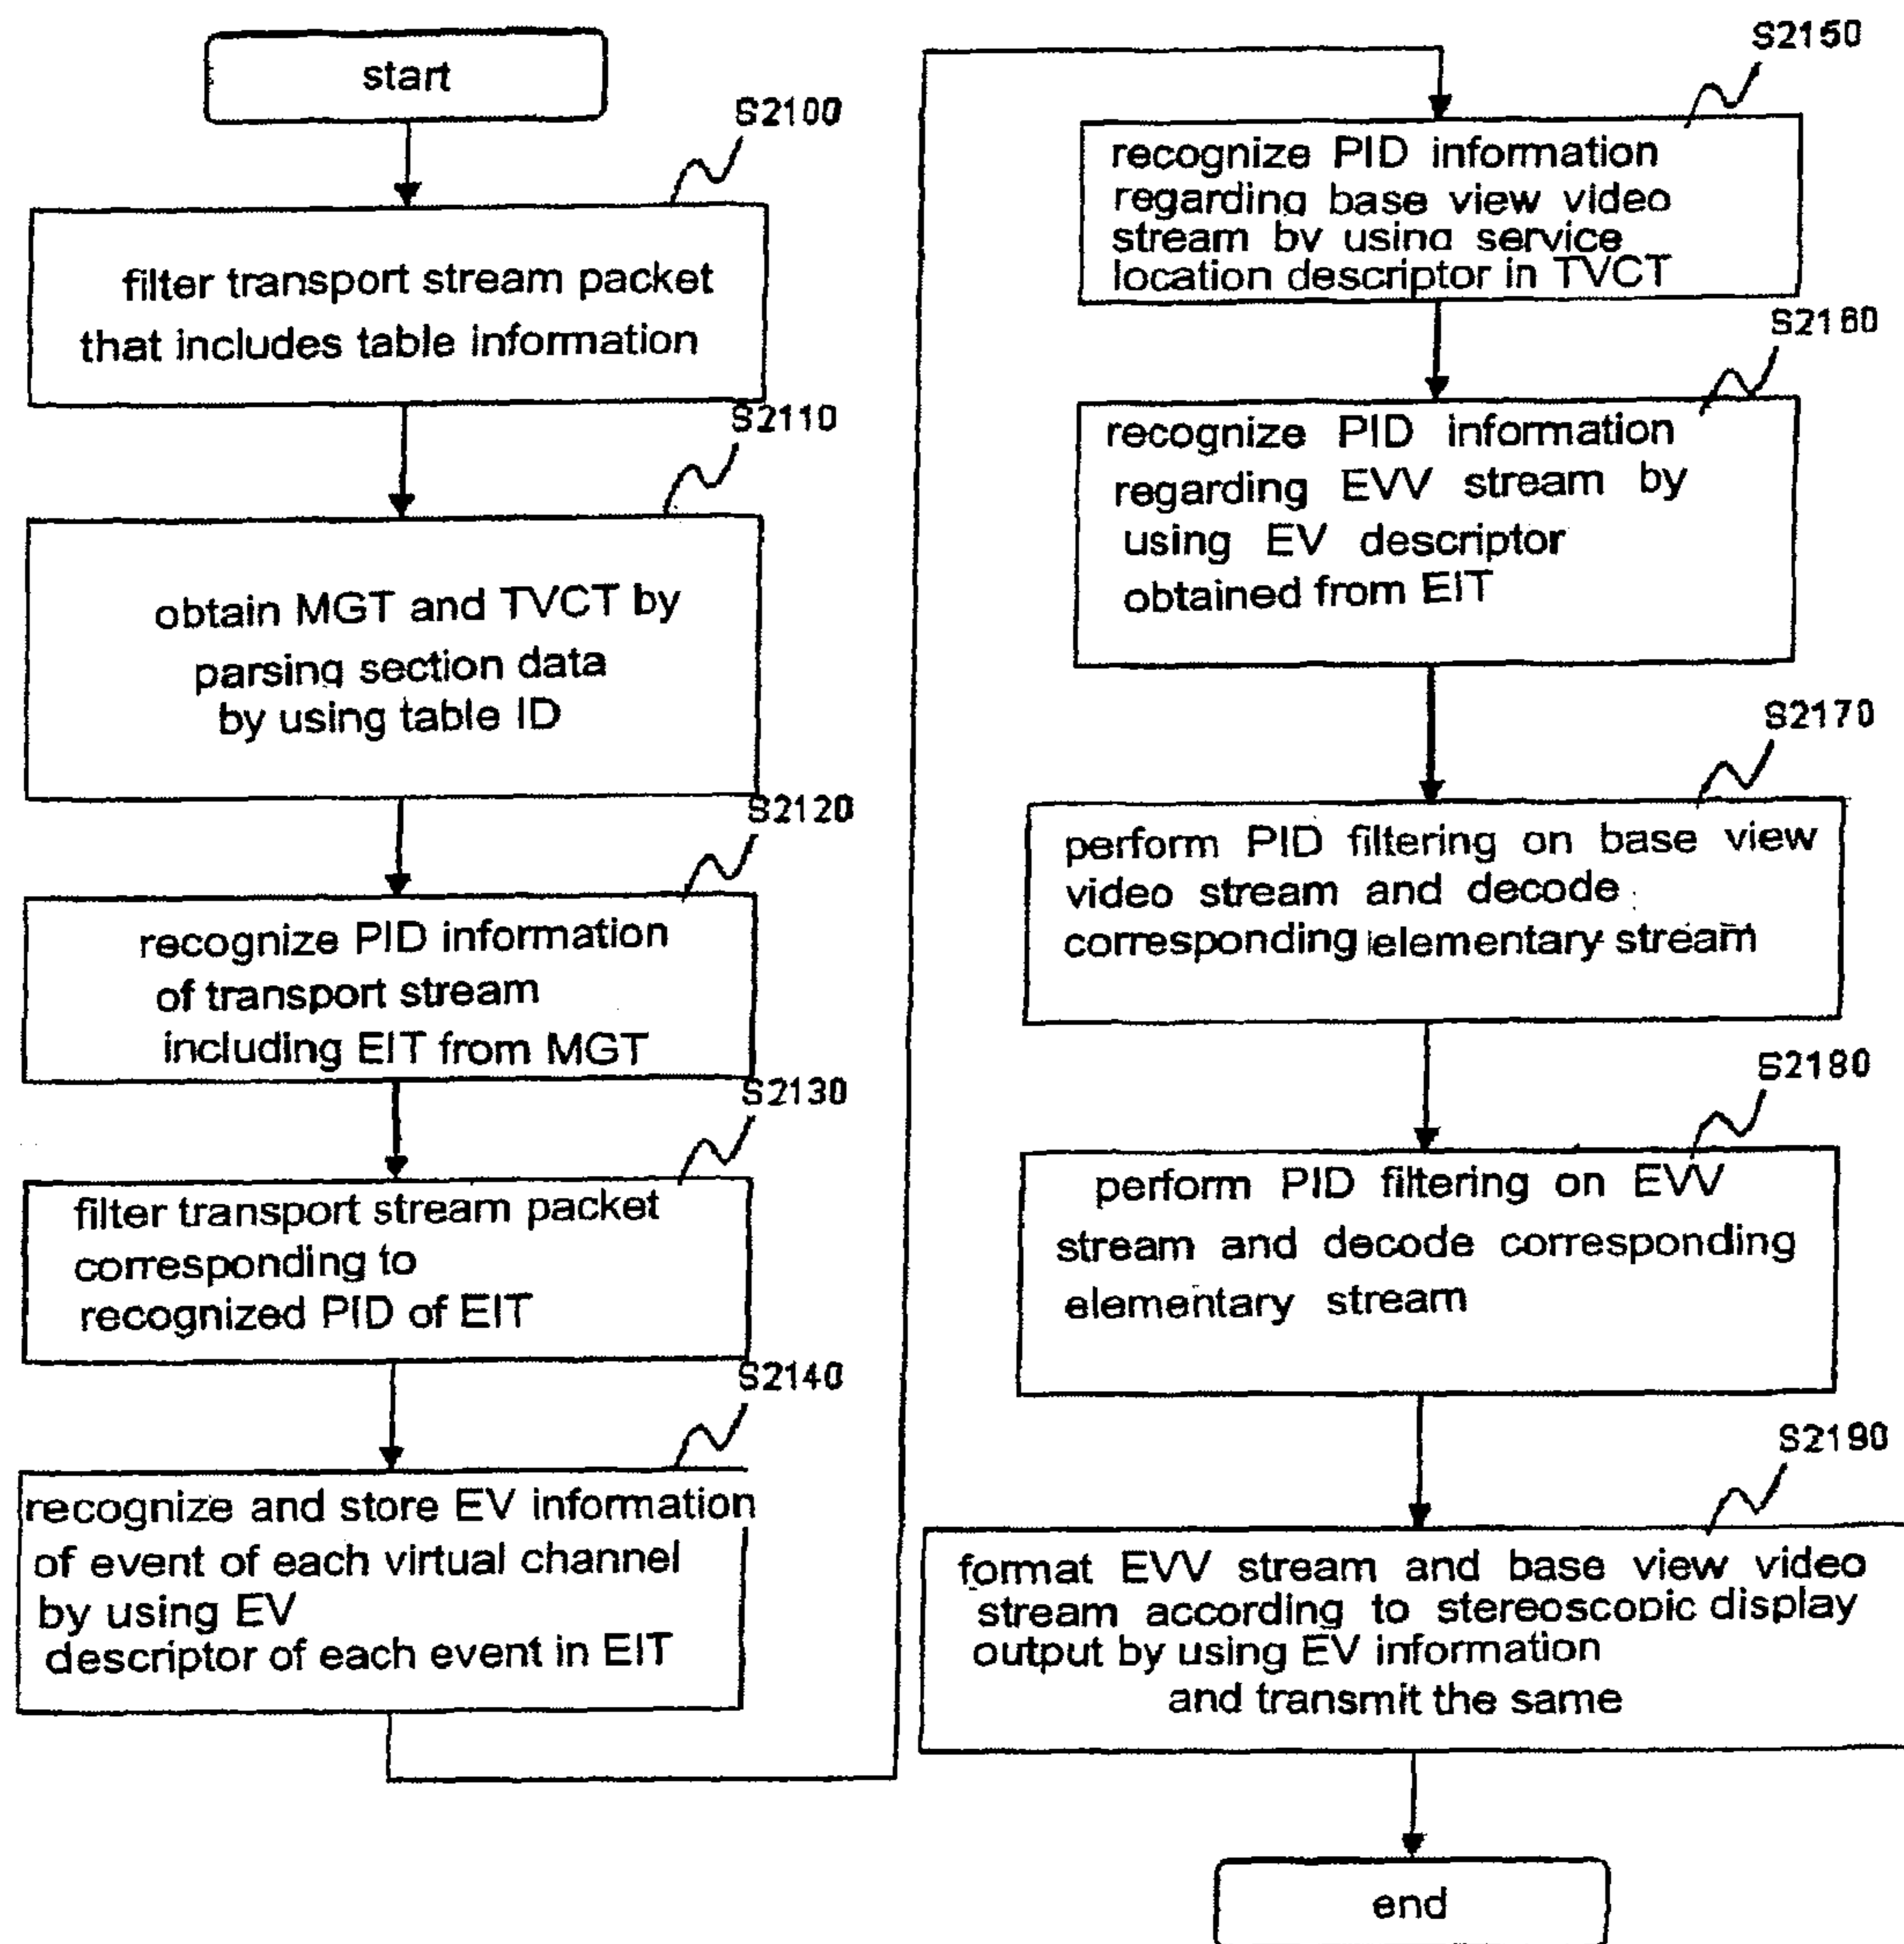 start
S2100
filter transport stream packet
that includes table information
S2110
obtain MGT and TVCT by
parsing section data
by using table ID
S2120
recognize PID information
of transport stream
including EIT from MGT
S2130
filter transport stream packet
corresponding to
recognized PID of EIT
S2140
recognize and store EV information
of event of each virtual channel
by using EV
descriptor of each event in EIT
S2150
recognize PID information
regarding base view video
stream by using service
location descriptor in TVCT
S2160
recognize PID information
regarding EVV stream by
using EV descriptor
obtained from EIT
S2170
perform PID filtering on base view
video stream and decode
corresponding elementary stream
S2180
perform PID filtering on EVV
stream and decode corresponding
elementary stream
S2190
format EVV stream and base view video
stream according to stereoscopic display
output by using EV information
and transmit the same
end